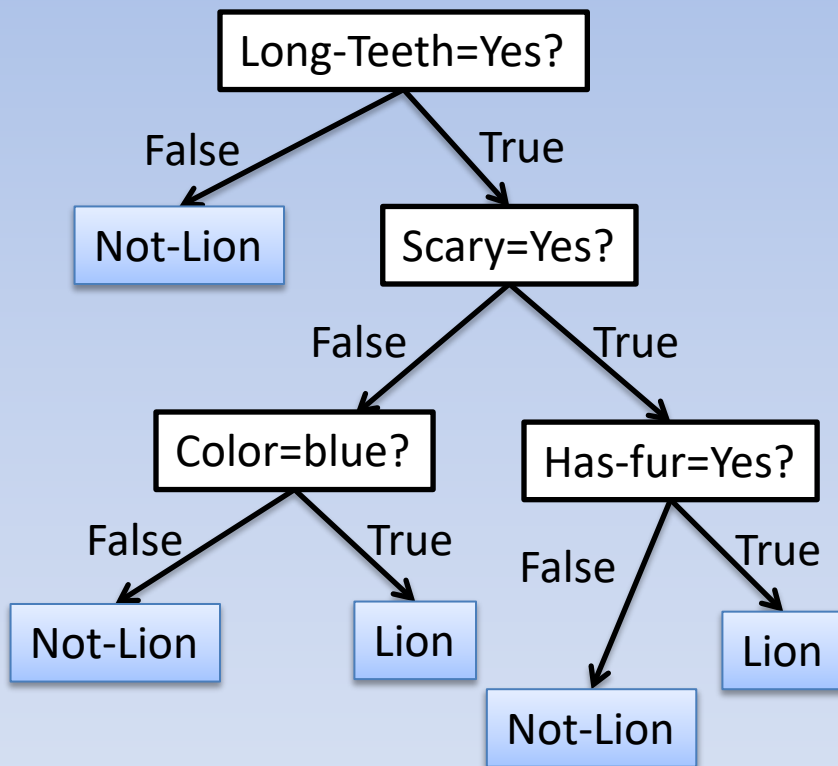 Long-Teeth=Yes?
False
True
Not-Lion
Scary=Yes?
False
True
Color=blue?
Has-fur=Yes?
False
True
False
True
Not-Lion
Lion
Lion
Not-Lion